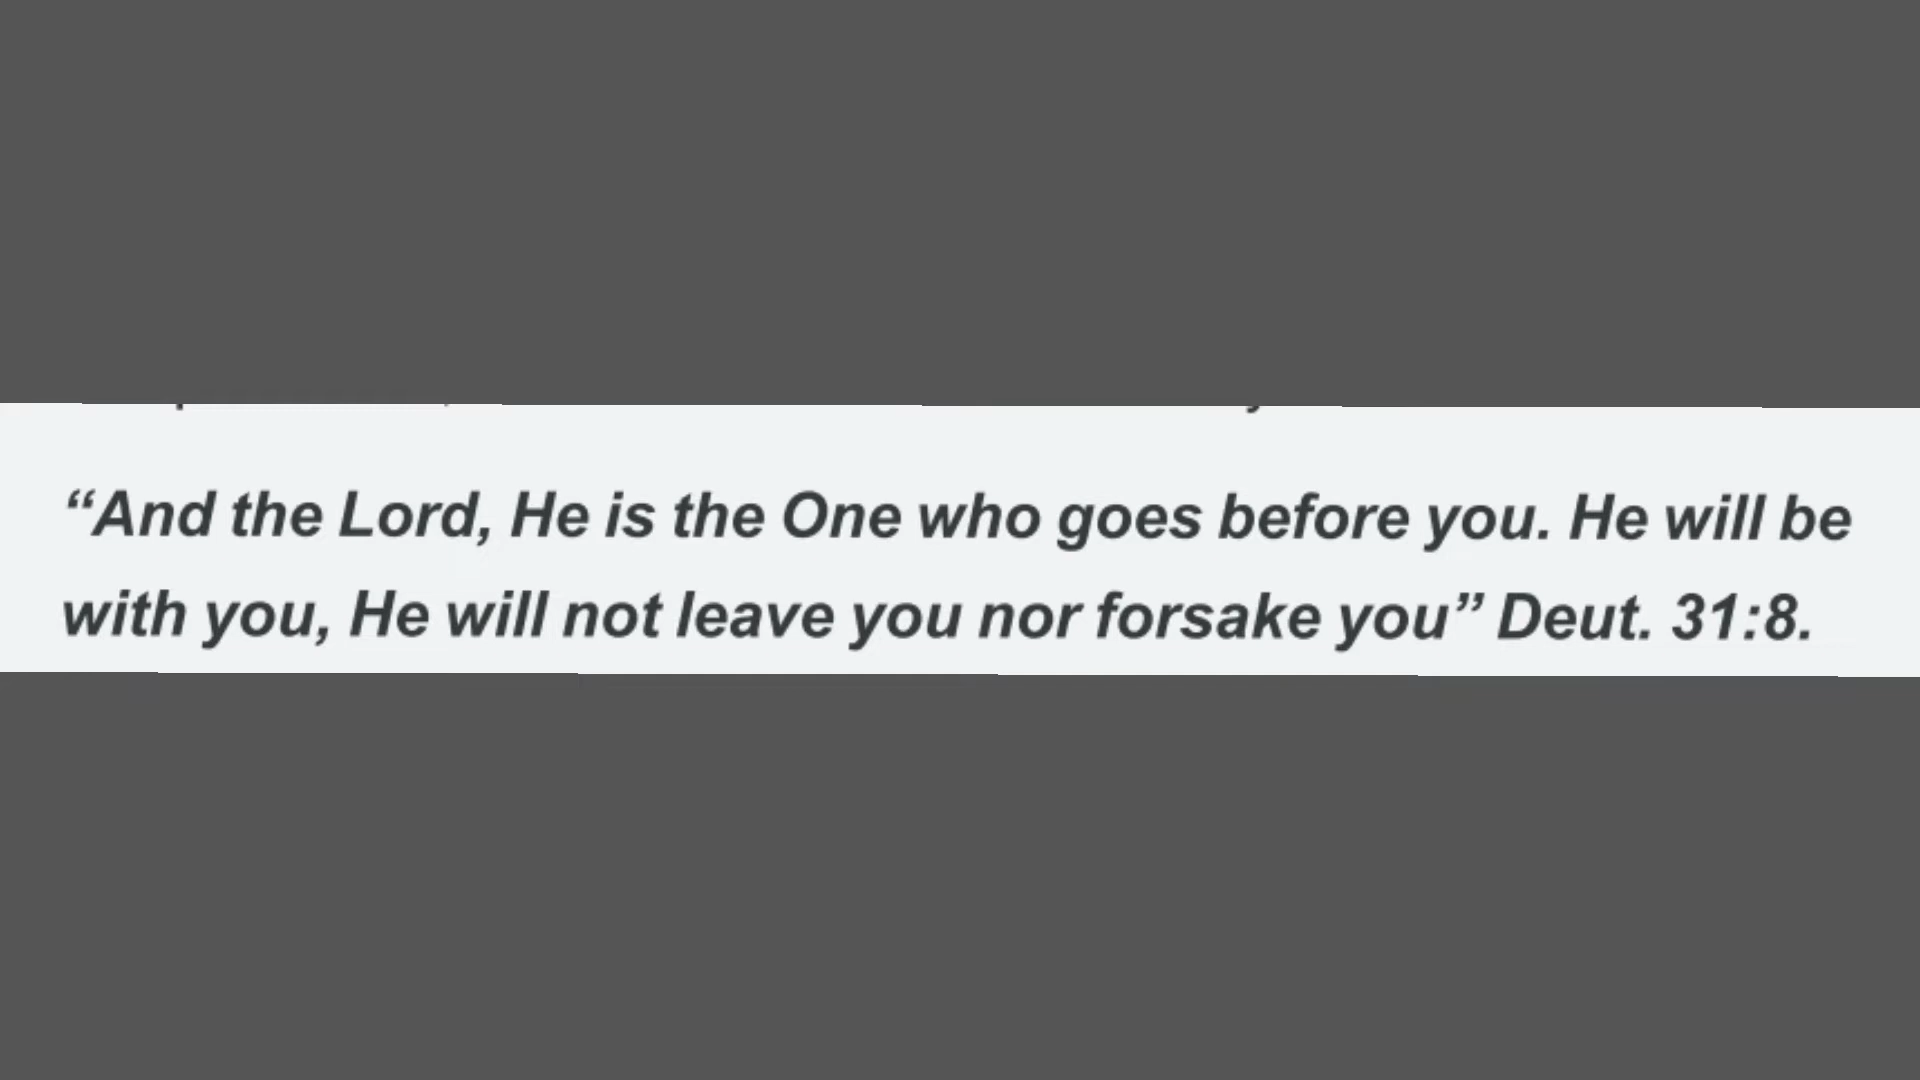 “And the Lord, He is the One who goes before you. He will be
with you, He will not leave you nor forsake you” Deut. 31:8.